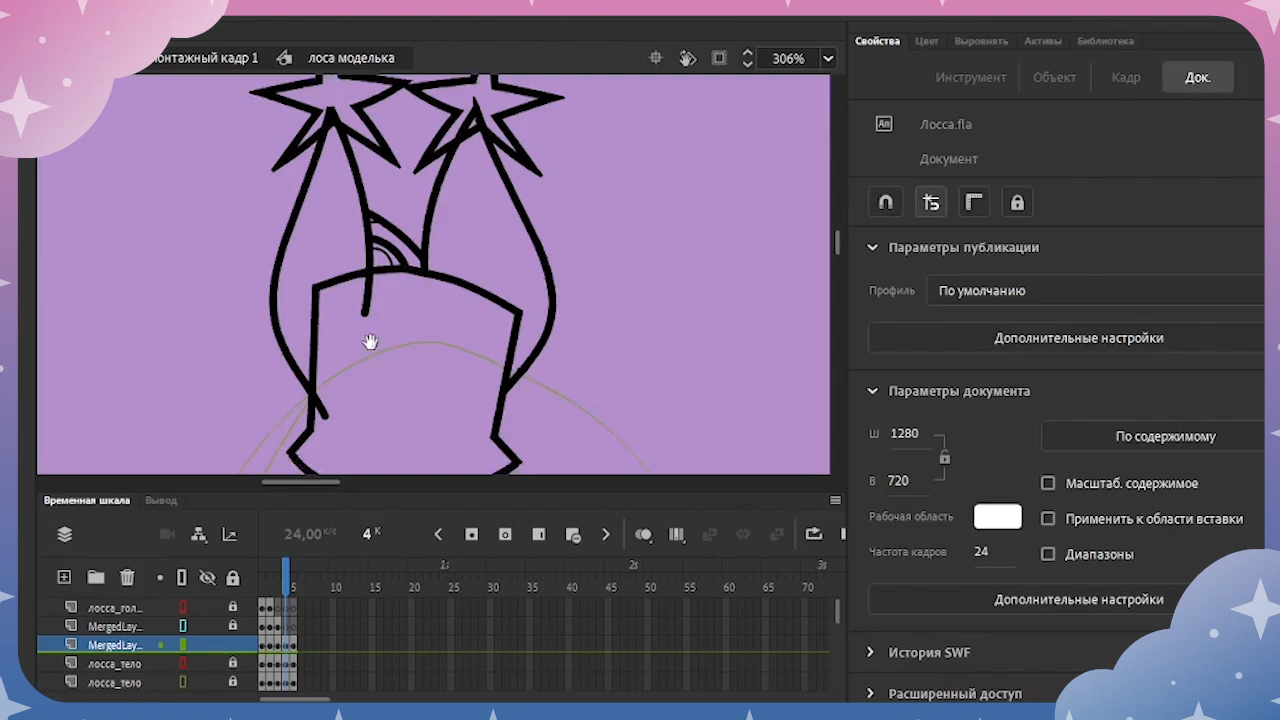 Свойства Цвет Выровнять Активы Библиотека
онтажный кадр 1 лоса моделька 306%
Инструмент Объект Кадр Док.
An Лосса.fla
Документ
Параметры публикации
Профиль По умолчанию
Дополнительные настройки
Параметры документа
Ш 1280 По содержимому
В 720 Масштаб. содержимое
Рабочая область Применить к области вставки
Частота кадров 24 Диапазоны
Дополнительные настройки
История SWF
Расширенный доступ
Временная шкала Вывод
24,00 к/с 4 К
1s 2s 3s
5 10 15 20 25 30 35 40 45 50 55 60 65 70
лосса_гол...
MergedLay...
MergedLay...
лосса_тело
лосса_тело